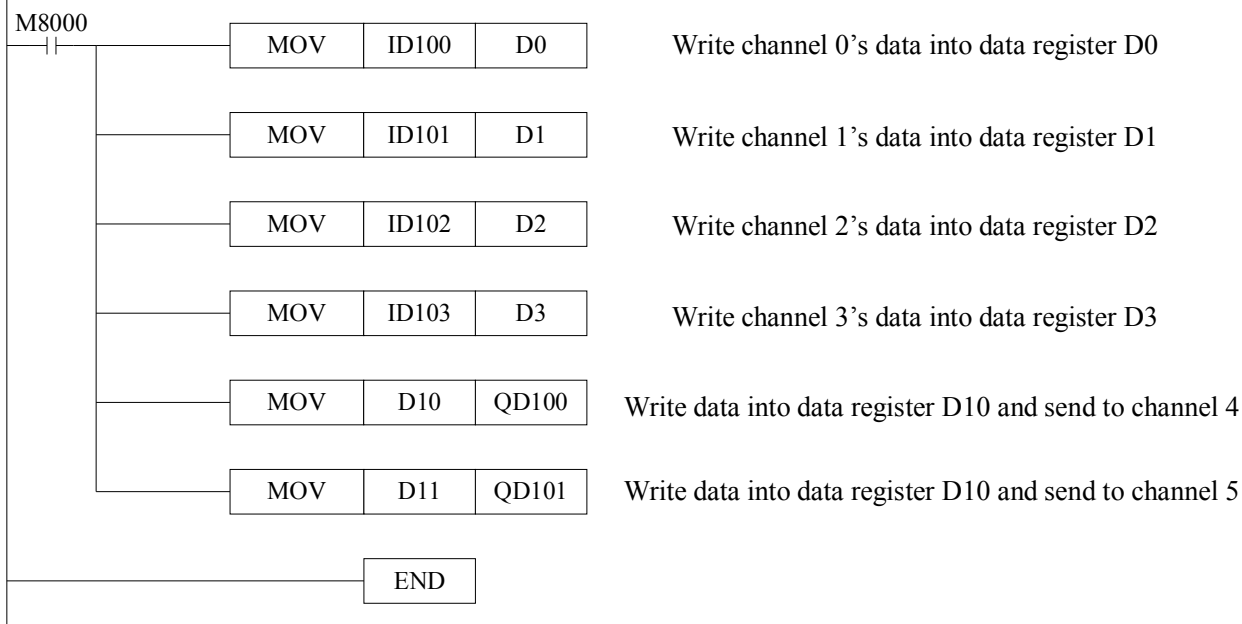 M8000
MOV ID100 D0 Write channel 0’s data into data register D0
MOV ID101 D1 Write channel 1’s data into data register D1
MOV ID102 D2 Write channel 2’s data into data register D2
MOV ID103 D3 Write channel 3’s data into data register D3
MOV D10 QD100 Write data into data register D10 and send to channel 4
MOV D11 QD101 Write data into data register D10 and send to channel 5
END